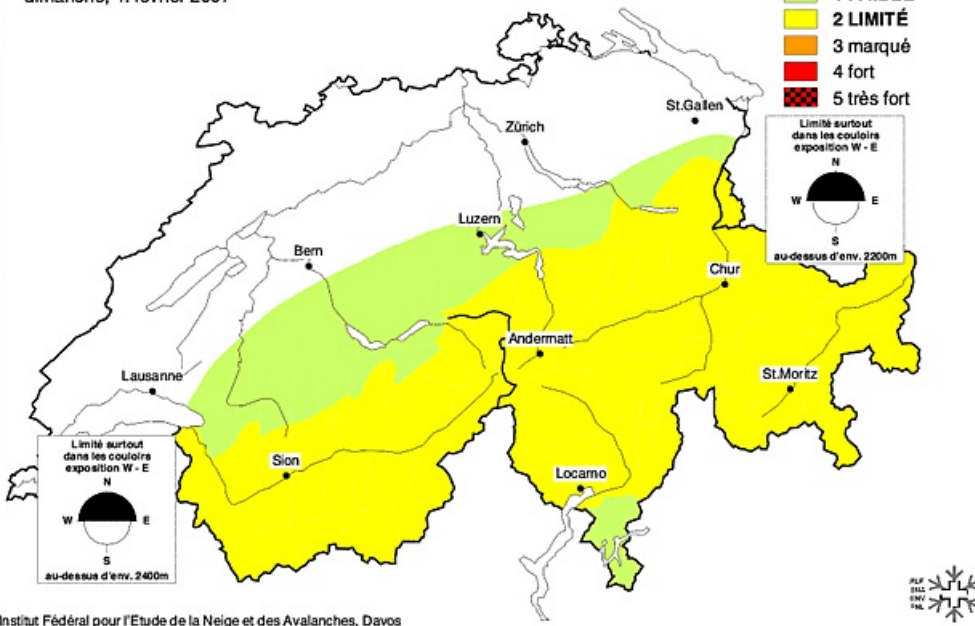 2 LIMITÉ
3 marqué
4 fort
5 très fort
St.Gallen
Zürich
Limité surtout
dans les couloirs
exposition W - E
N
W E
S
au-dessus d'env. 2200m
Luzern
Bern
Chur
Andermatt
Lausanne
St.Moritz
Limité surtout
dans les couloirs
exposition W - E
N
W E
S
au-dessus d'env. 2400m
Sion
Locarno
SLF
ENA
Institut Fédéral pour l'Etude de la Neige et des Avalanches, Davos